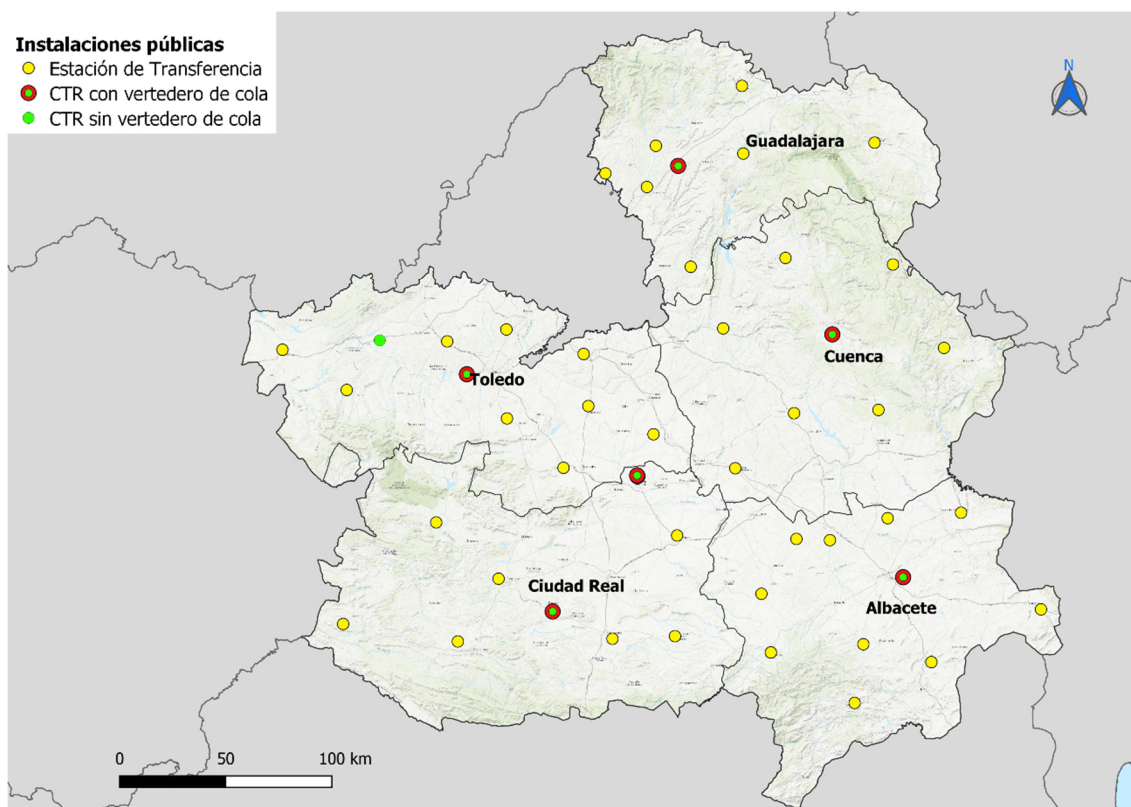 Instalaciones públicas
Estación de Transferencia
CTR con vertedero de cola
CTR sin vertedero de cola
N
Guadalajara
Cuenca
Toledo
Ciudad Real
Albacete
0 50 100 km